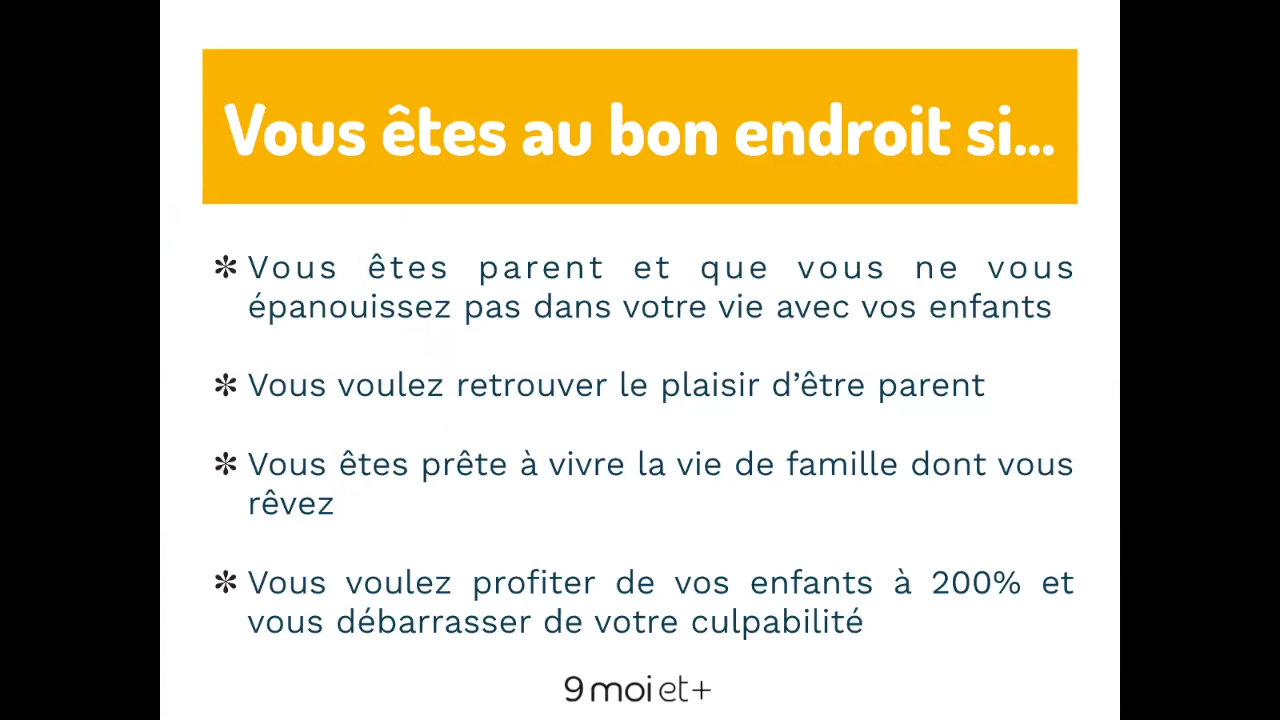 Vous êtes au bon endroit si...
✻ Vous êtes parent et que vous ne vous
épanouissez pas dans votre vie avec vos enfants
✻ Vous voulez retrouver le plaisir d’être parent
✻ Vous êtes prête à vivre la vie de famille dont vous
rêvez
✻ Vous voulez profiter de vos enfants à 200% et
vous débarrasser de votre culpabilité
9 moi et+